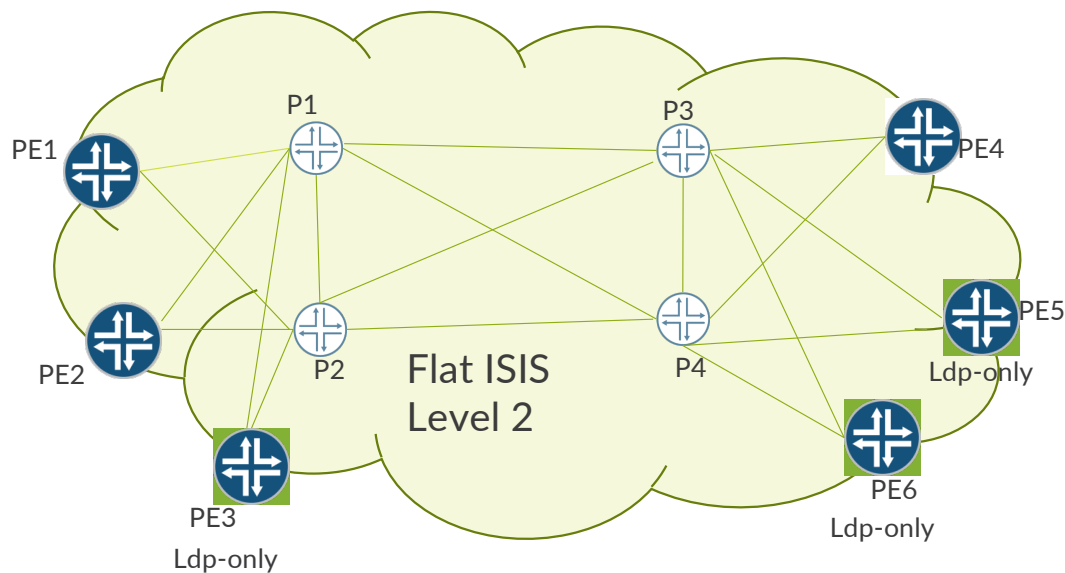 P1
P3
PE1
PE4
PE5
PE2
P2
P4
Flat ISIS
Level 2
Ldp-only
PE3
PE6
Ldp-only
Ldp-only